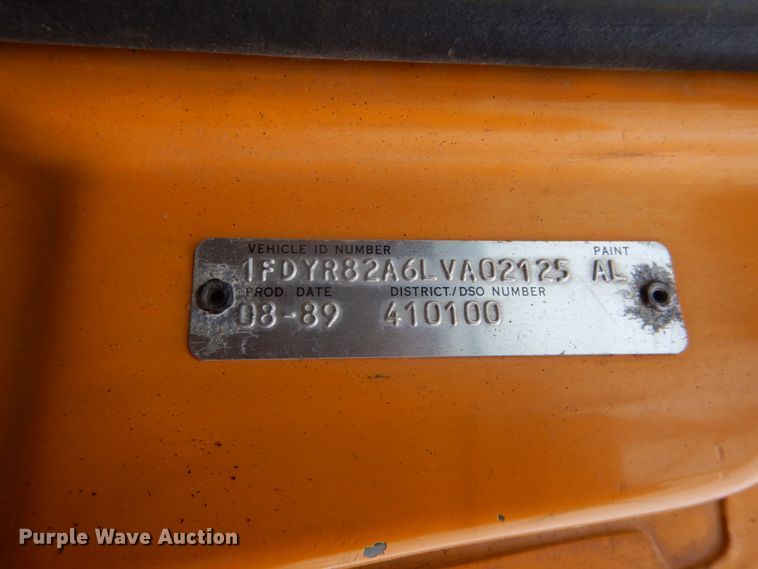 VEHICLE ID NUMBER PAINT
1FDYR82A6LVA02125 AL
PROD. DATE DISTRICT./DSO NUMBER
08-89 410100
Purple Wave Auction®